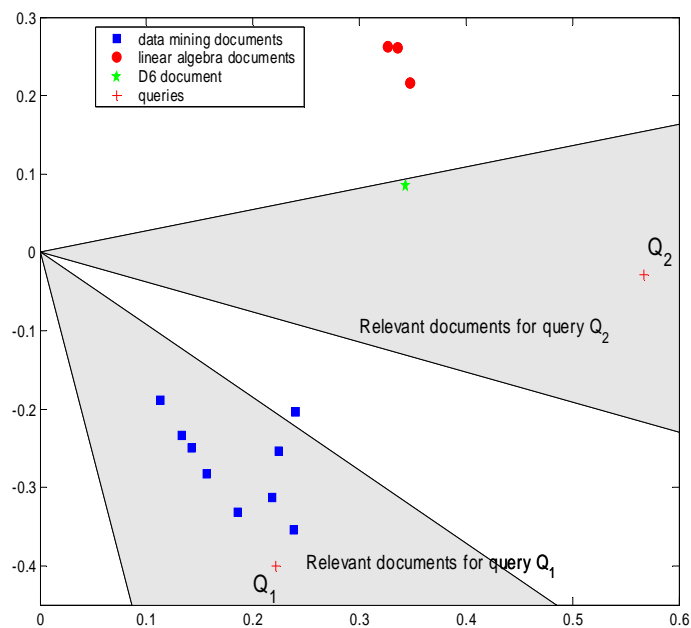 0.3
data mining documents
linear algebra documents
D6 document
queries
0.2
0.1
0
Q2
Relevant documents for query Q2
-0.1
-0.2
-0.3
-0.4
Relevant documents for query Q1
Q1
0 0.1 0.2 0.3 0.4 0.5 0.6